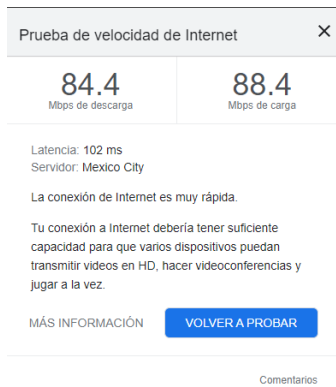 Prueba de velocidad de Internet
84.4
Mbps de descarga
88.4
Mbps de carga
Latencia: 102 ms
Servidor: Mexico City
La conexión de Internet es muy rápida.
Tu conexión a Internet debería tener suficiente
capacidad para que varios dispositivos puedan
transmitir videos en HD, hacer videoconferencias y
jugar a la vez.
MÁS INFORMACIÓN
VOLVER A PROBAR
Comentarios